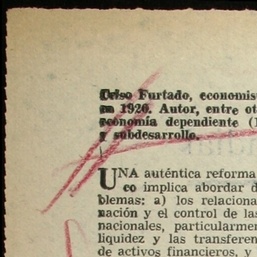 Celso Furtado, economis
en 1920. Autor, entre ot
economía dependiente (1
y subdesarrollo.
UNA auténtica reforma
co implica abordar d
blemas: a) los relaciona
nación y el control de las
nacionales, particularmen
liquidez y las transferen
de activos financieros, y